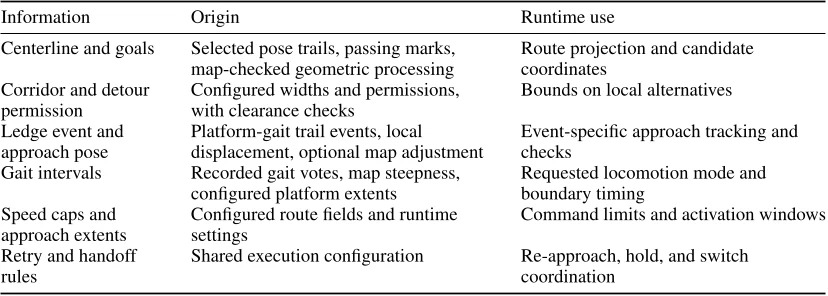 Information Origin Runtime use
Centerline and goals Selected pose trails, passing marks, Route projection and candidate
map-checked geometric processing coordinates
Corridor and detour Configured widths and permissions, Bounds on local alternatives
permission with clearance checks
Ledge event and Platform-gait trail events, local Event-specific approach tracking and
approach pose displacement, optional map adjustment checks
Gait intervals Recorded gait votes, map steepness, Requested locomotion mode and
configured platform extents boundary timing
Speed caps and Configured route fields and runtime Command limits and activation windows
approach extents settings
Retry and handoff Shared execution configuration Re-approach, hold, and switch
rules coordination